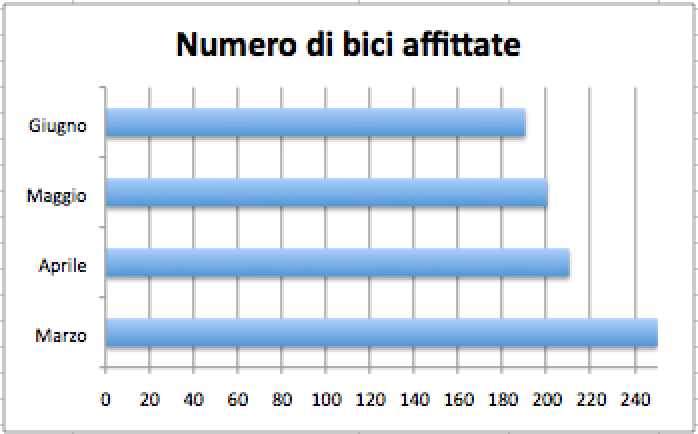 Numero di bici affittate
Giugno
Maggio
Aprile
Marzo
0 20 40 60 80 100 120 140 160 180 200 220 240